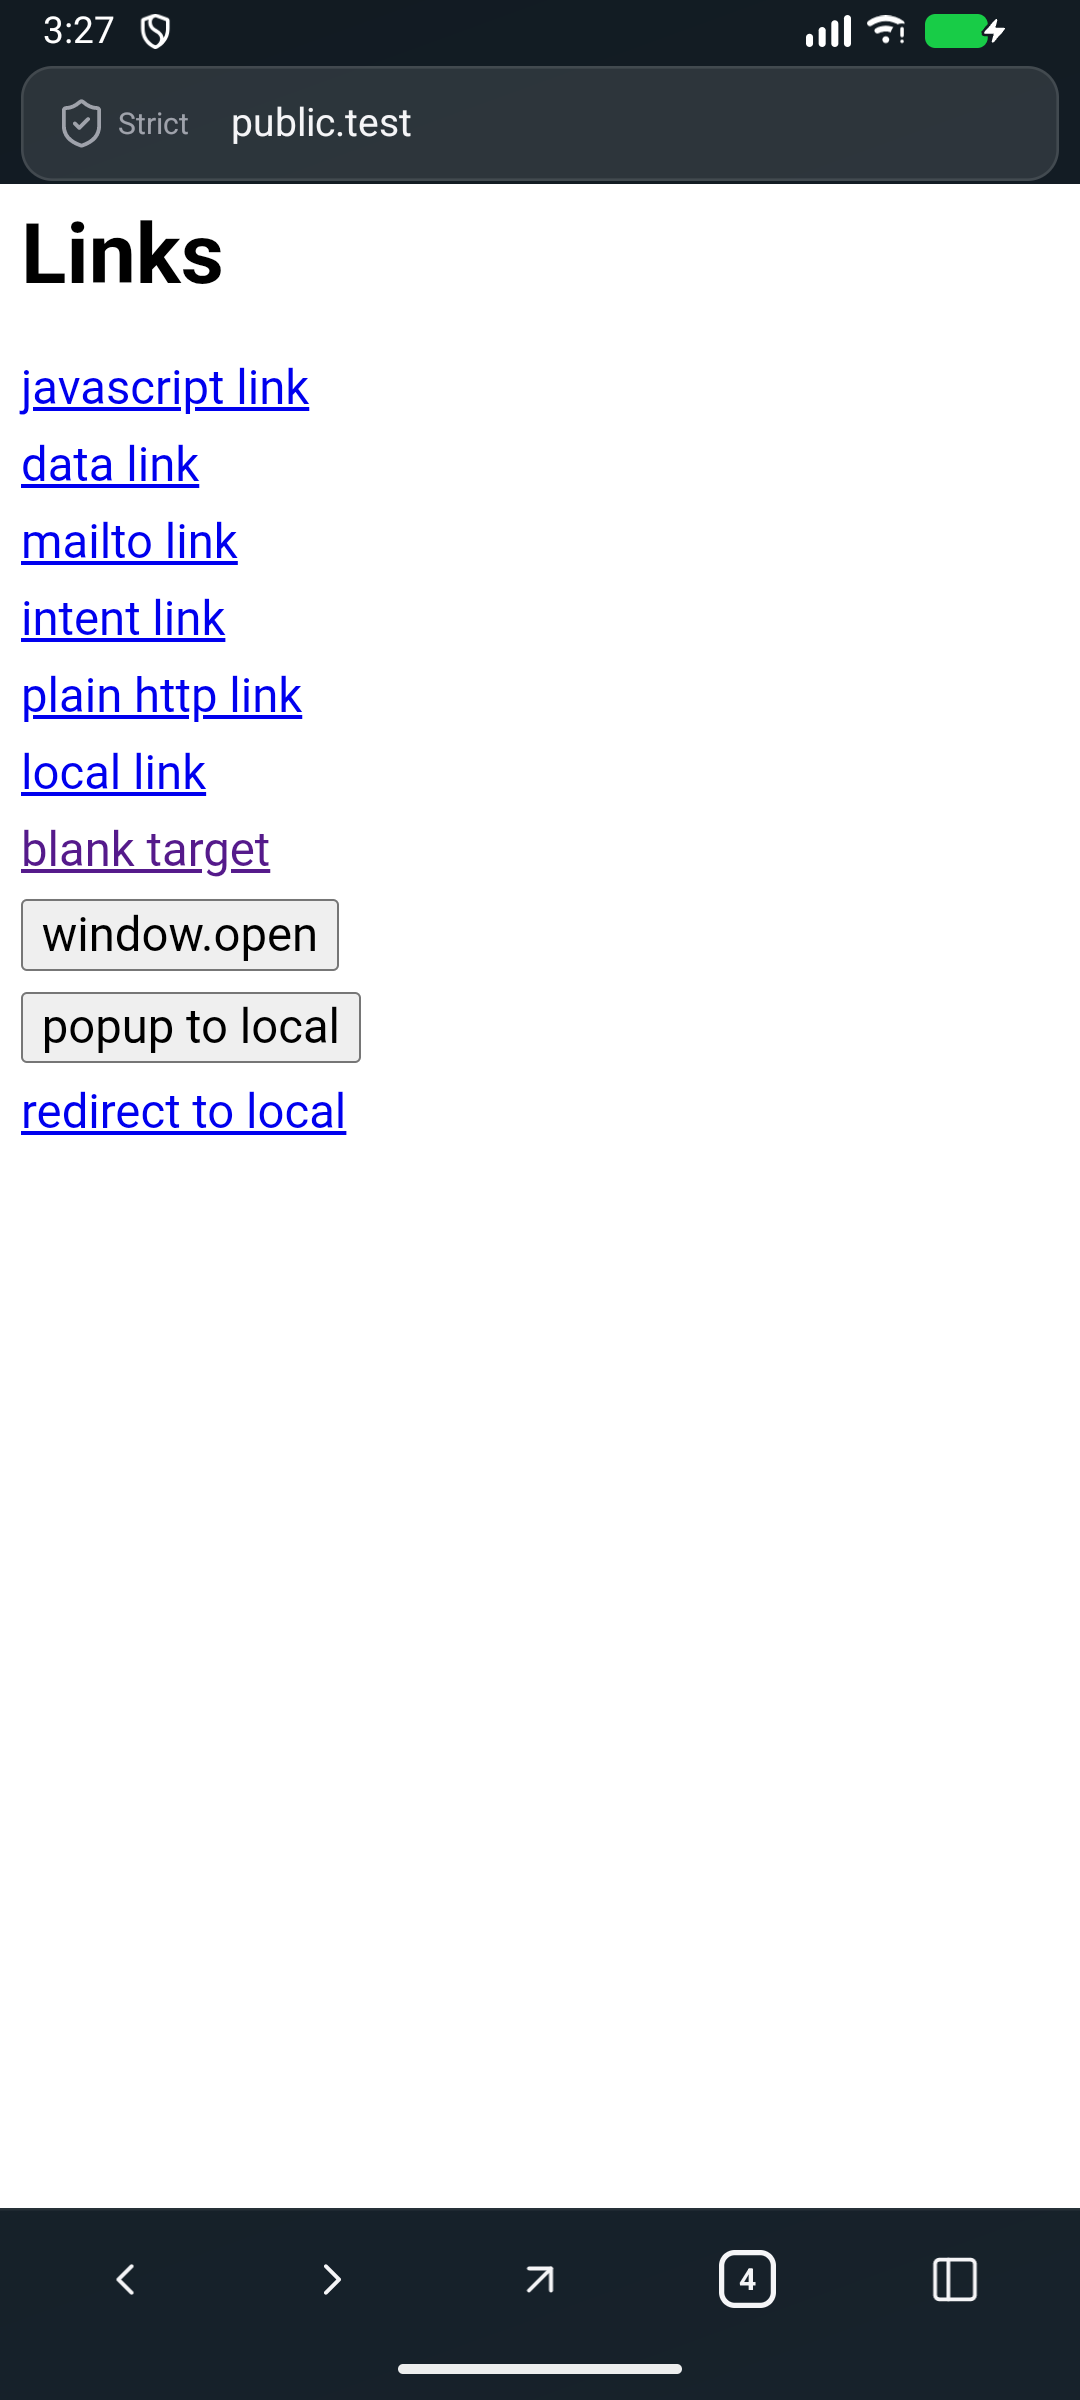 3:27
Strict public.test
Links
javascript link
data link
mailto link
intent link
plain http link
local link
blank target
window.open
popup to local
redirect to local
4